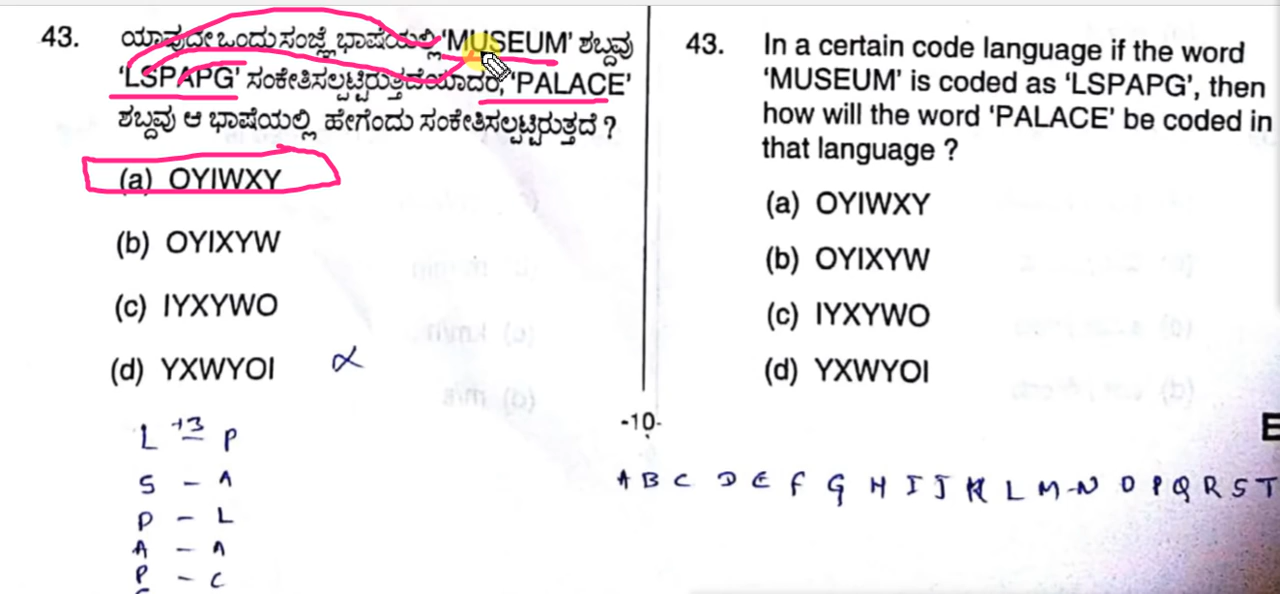 43. ಯಾವುದೇ ಒಂದು ಸಂಜ್ಞೆ ಭಾಷೆಯಲ್ಲಿ 'MUSEUM' ಶಬ್ದವು
'LSPAPG' ಸಂಕೇತಿಸಲ್ಪಟ್ಟಿರುತ್ತದೆಯಾದರೆ, 'PALACE'
ಶಬ್ದವು ಆ ಭಾಷೆಯಲ್ಲಿ ಹೇಗೆಂದು ಸಂಕೇತಿಸಲ್ಪಟ್ಟಿರುತ್ತದೆ ?
(a) OYIWXY
(b) OYIXYW
(c) IYXYWO
(d) YXWYOI
L +3 P
S - A
P - L
A - A
P - C
43. In a certain code language if the word
'MUSEUM' is coded as 'LSPAPG', then
how will the word 'PALACE' be coded in
that language ?
(a) OYIWXY
(b) OYIXYW
(c) IYXYWO
(d) YXWYOI
-10-
E
A B C D E F G H I J K L M-N O P Q R S T